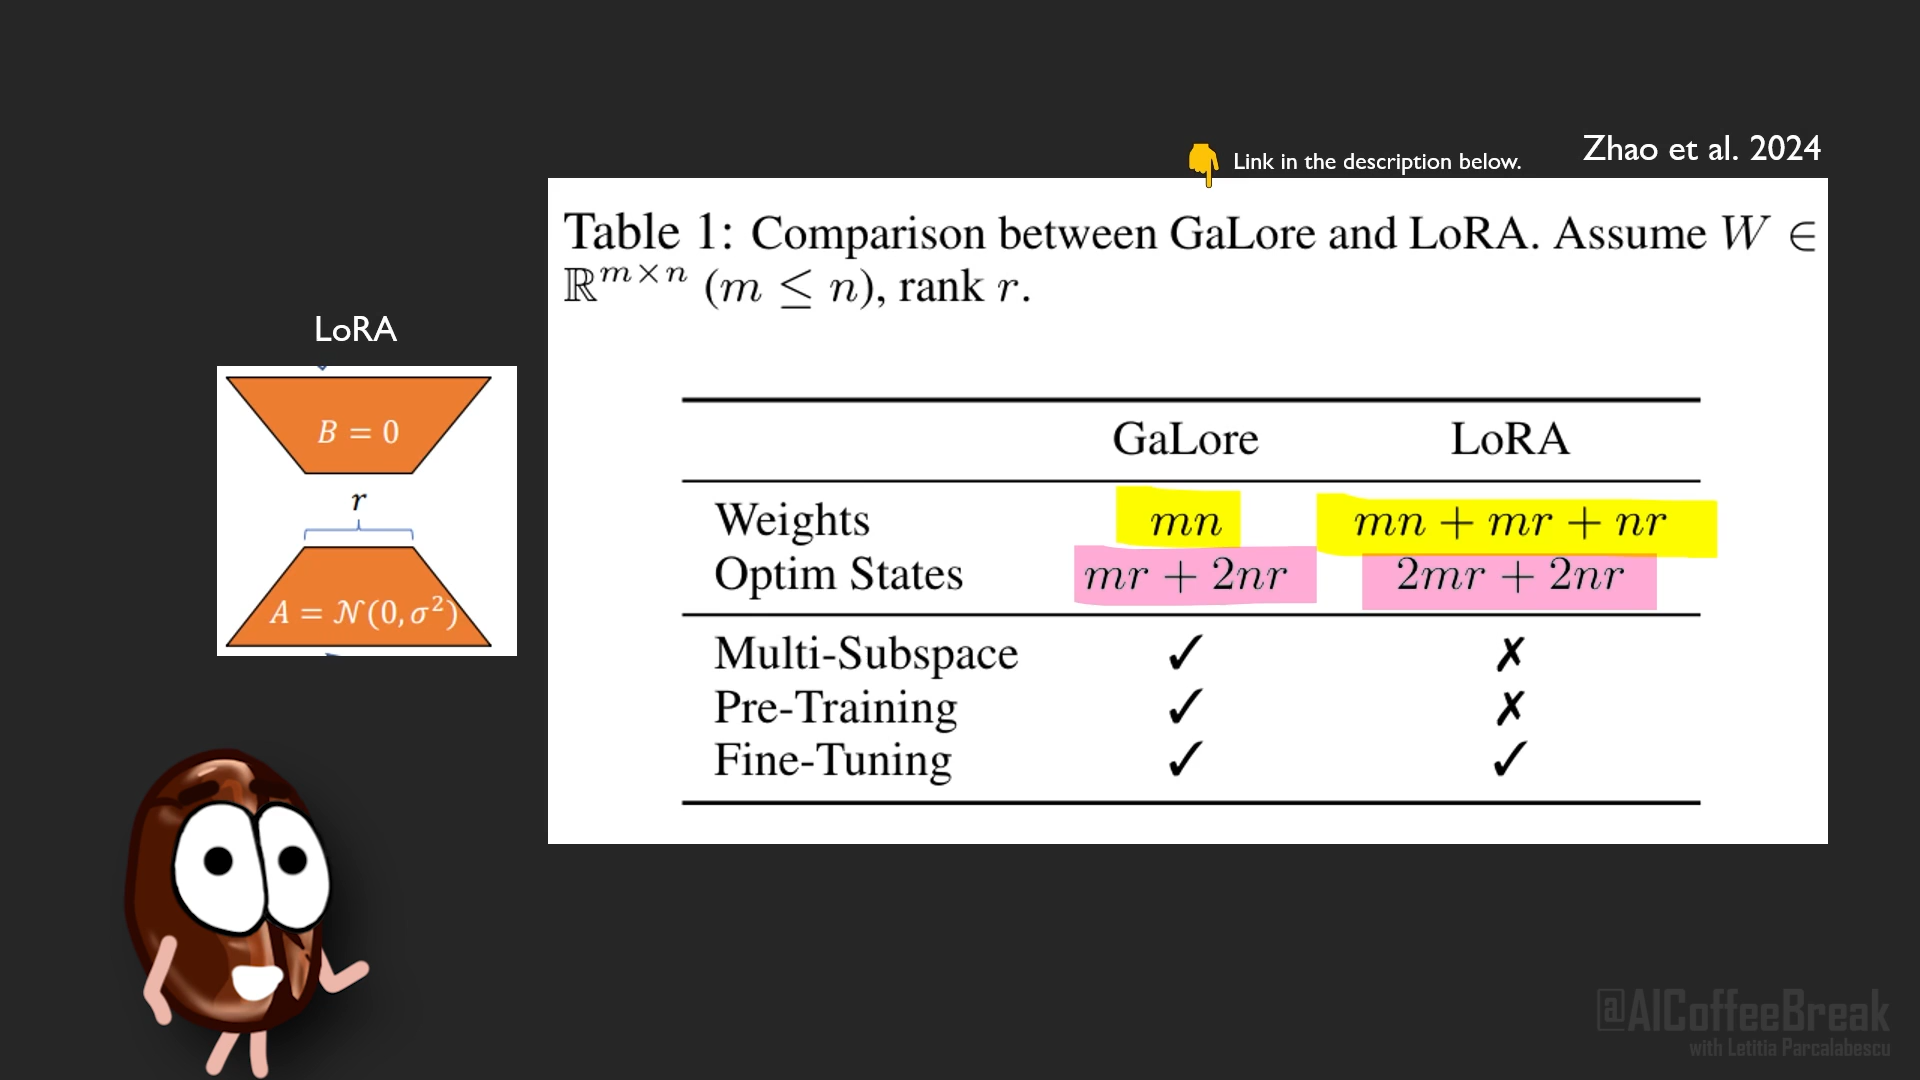 Zhao et al. 2024
👇 Link in the description below.
Table 1: Comparison between GaLore and LoRA. Assume W ∈
ℝ^{m×n} (m ≤ n), rank r.
LoRA
B = 0
r
A = 𝒩(0, σ²)
GaLore LoRA
Weights mn mn + mr + nr
Optim States mr + 2nr 2mr + 2nr
Multi-Subspace ✓ ✗
Pre-Training ✓ ✗
Fine-Tuning ✓ ✓
@AICoffeeBreak
with Letitia Parcalabescu